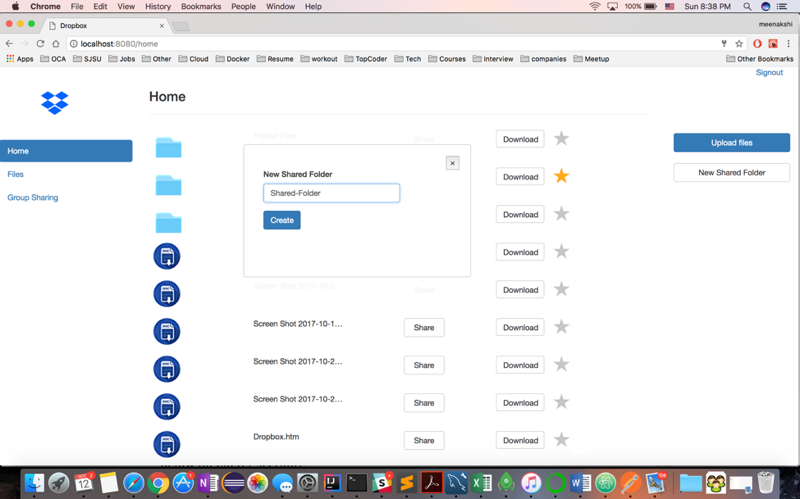 Chrome File Edit View History Bookmarks People Window Help 100% Sun 8:38 PM
Dropbox meenakshi
localhost:8080/home
Apps OCA SJSU Jobs Other Cloud Docker Resume workout TopCoder Tech Courses Interview companies Meetup Other Bookmarks
Signout
Home
Home
Files
Group Sharing
Project Files Share Download
Download
Download
Download
Screen Shot 2017-10-2... Share Download
Screen Shot 2017-10-1... Share Download
Screen Shot 2017-10-2... Share Download
Screen Shot 2017-10-2... Share Download
Dropbox.htm Share Download
×
New Shared Folder
Shared-Folder
Create
Upload files
New Shared Folder
NOV
12